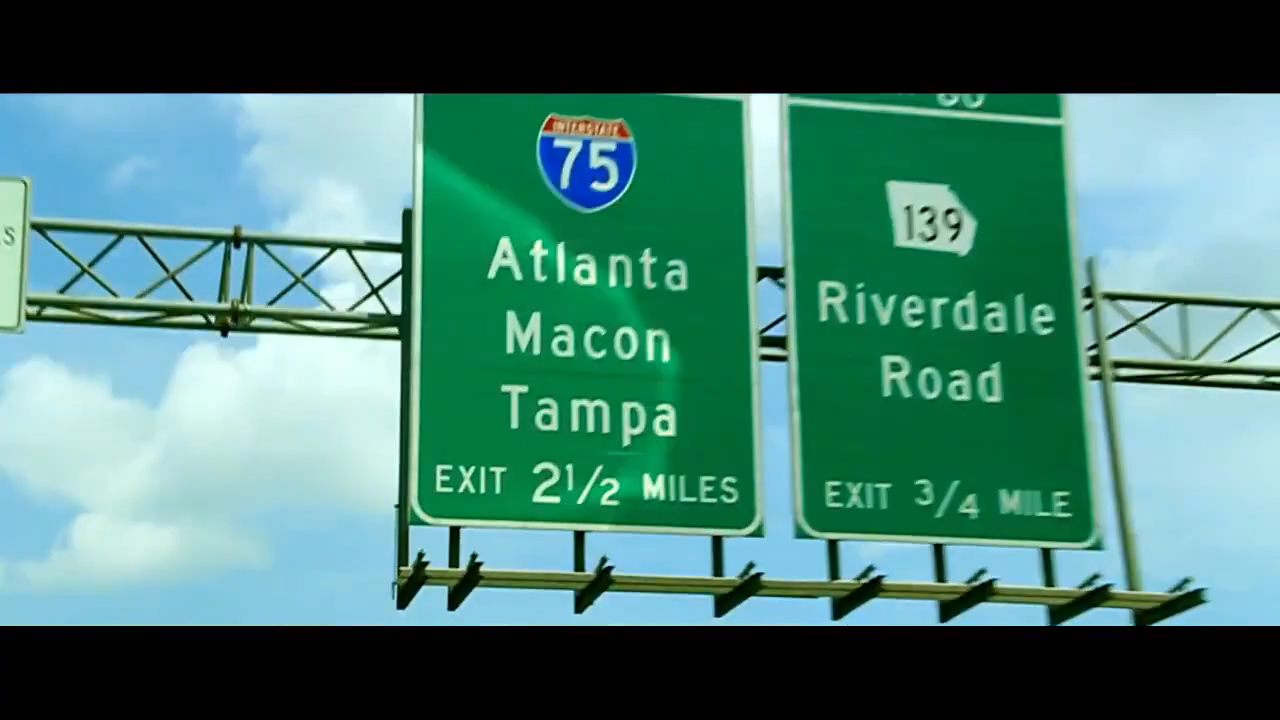 INTERSTATE
75
Atlanta
Macon
Tampa
EXIT 2 1/2 MILES
139
Riverdale
Road
EXIT 3/4 MILE